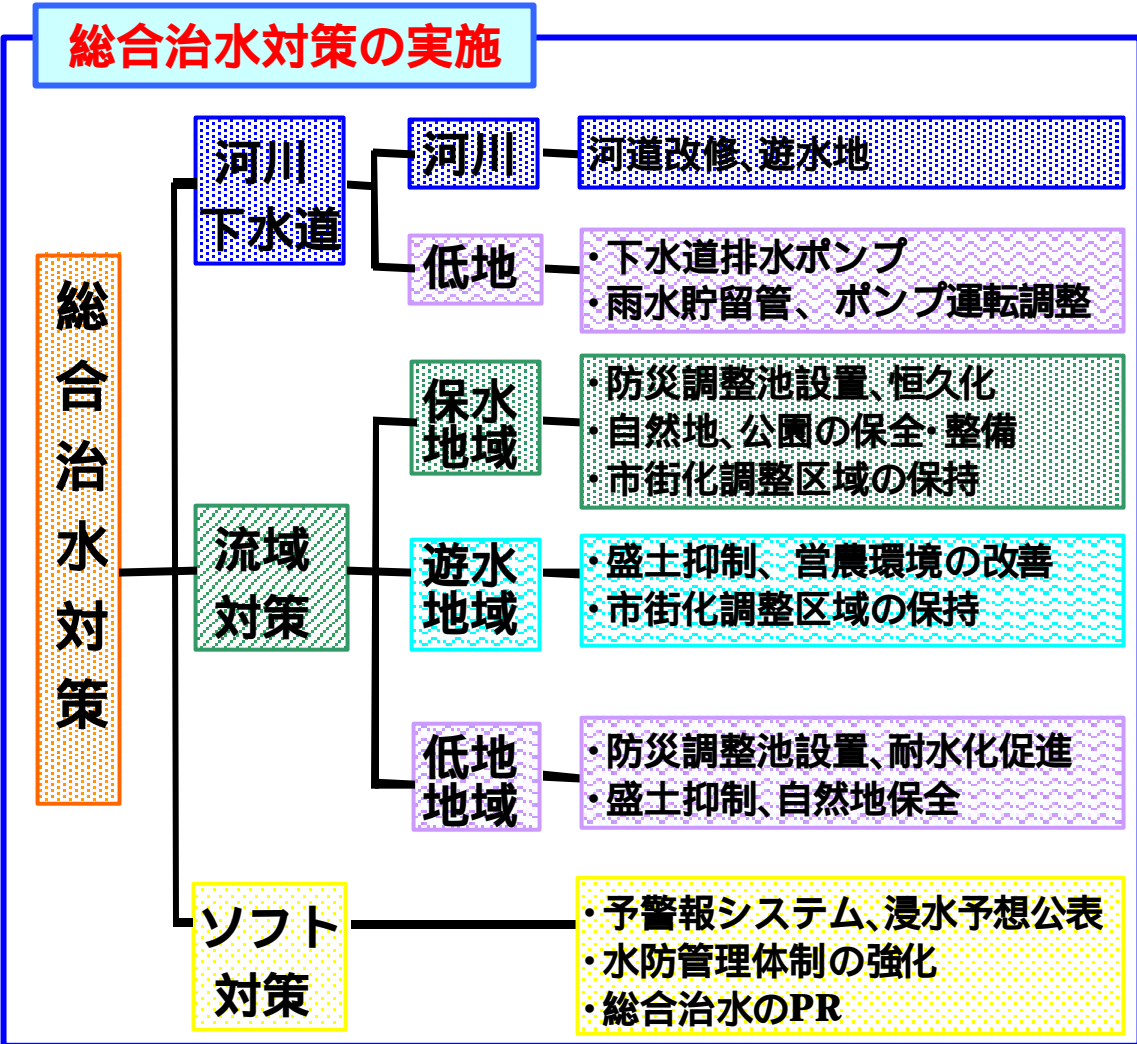 総合治水対策の実施
総合治水対策
河川
下水道
河川
河道改修、遊水地
低地
・下水道排水ポンプ
・雨水貯留管、ポンプ運転調整
流域
対策
保水
地域
・防災調整池設置、恒久化
・自然地、公園の保全・整備
・市街化調整区域の保持
遊水
地域
・盛土抑制、営農環境の改善
・市街化調整区域の保持
低地
地域
・防災調整池設置、耐水化促進
・盛土抑制、自然地保全
ソフト
対策
・予警報システム、浸水予想公表
・水防管理体制の強化
・総合治水のPR